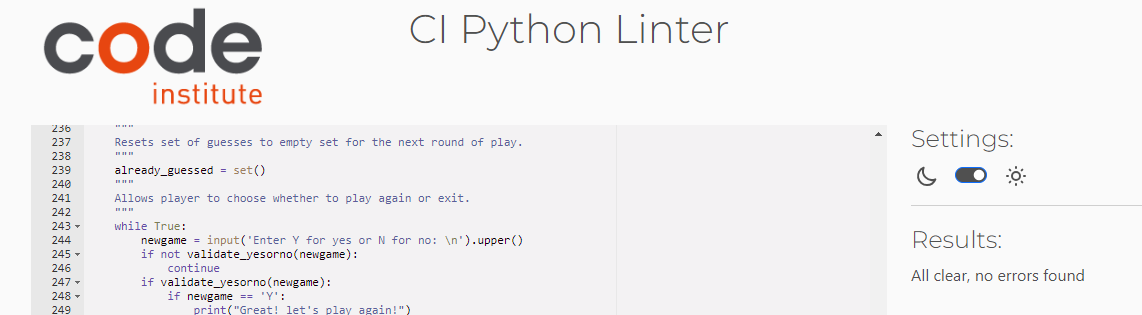 code
institute
CI Python Linter
236 """
237 Resets set of guesses to empty set for the next round of play.
238 """
239 already_guessed = set()
240 """
241 Allows player to choose whether to play again or exit.
242 """
243 while True:
244 newgame = input('Enter Y for yes or N for no: \n').upper()
245 if not validate_yesorno(newgame):
246 continue
247 if validate_yesorno(newgame):
248 if newgame == 'Y':
249 print("Great! let's play again!")
Settings:
Results:
All clear, no errors found